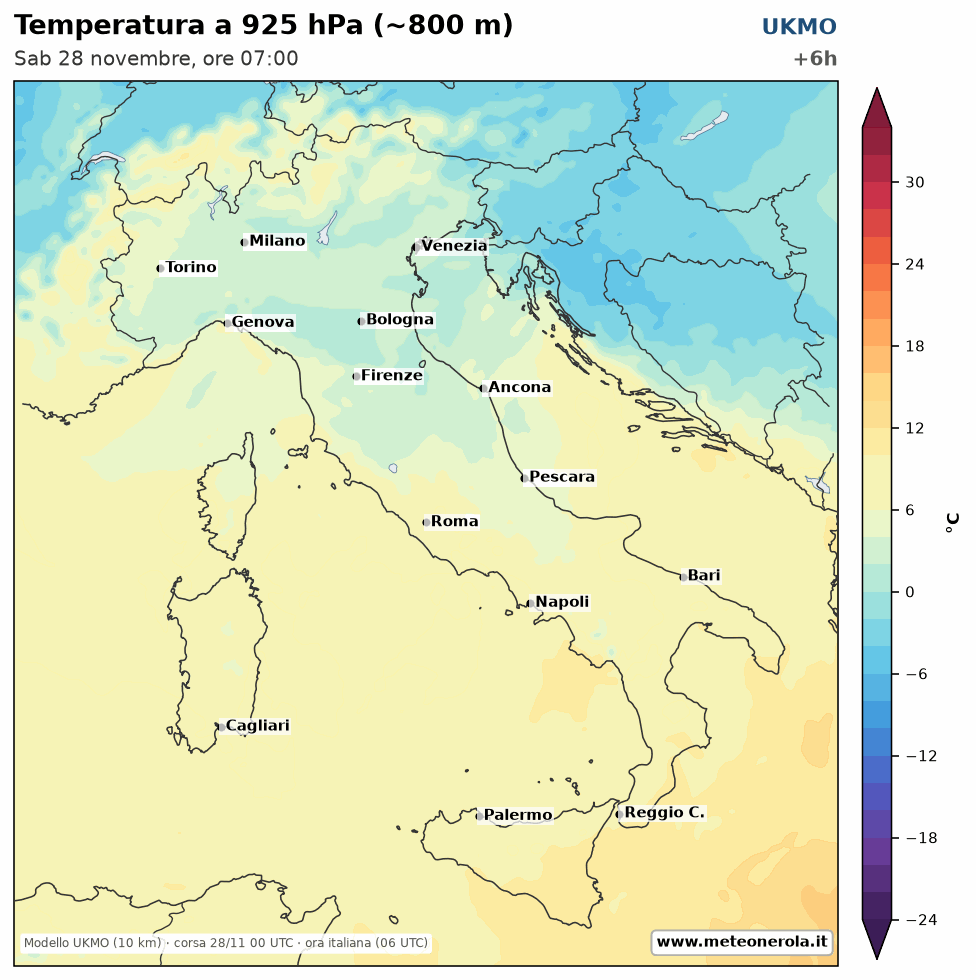 Temperatura a 925 hPa (~800 m)
UKMO
Sab 28 novembre, ore 07:00
+6h
Milano
Venezia
Torino
Genova
Bologna
Firenze
Ancona
Pescara
Roma
Bari
Napoli
Cagliari
Palermo
Reggio C.
30
24
18
12
6
0
−6
−12
−18
−24
°C
Modello UKMO (10 km) · corsa 28/11 00 UTC · ora italiana (06 UTC)
www.meteonerola.it